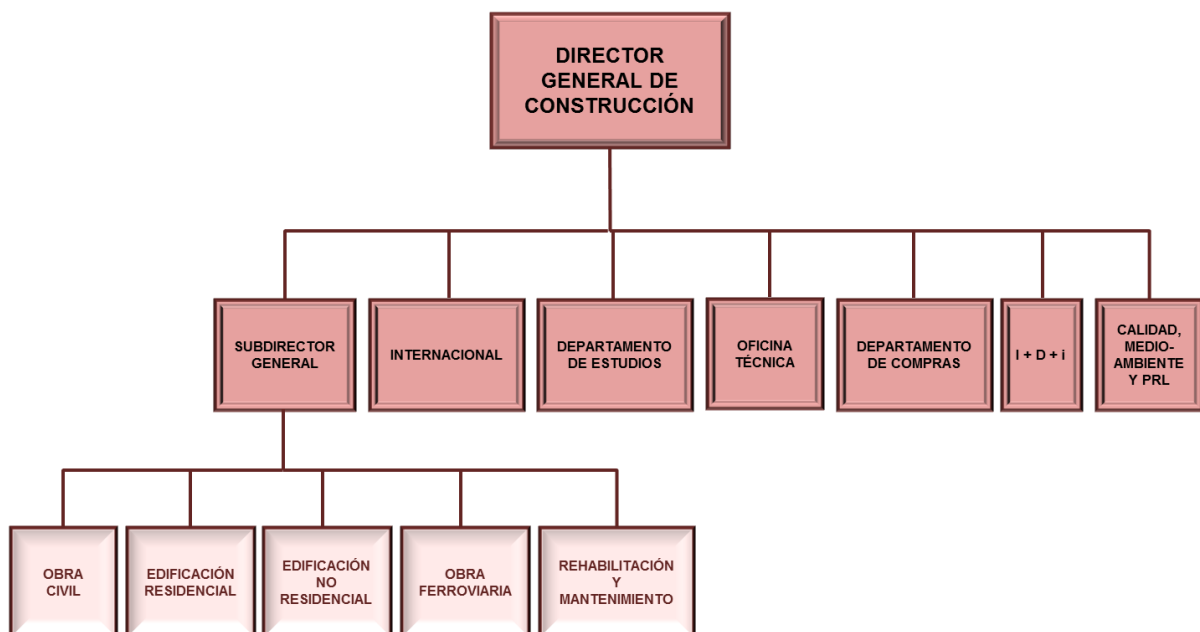 DIRECTOR
GENERAL DE
CONSTRUCCIÓN
SUBDIRECTOR
GENERAL
INTERNACIONAL
DEPARTAMENTO
DE ESTUDIOS
OFICINA
TÉCNICA
DEPARTAMENTO
DE COMPRAS
I + D + i
CALIDAD,
MEDIO-
AMBIENTE
Y PRL
OBRA
CIVIL
EDIFICACIÓN
RESIDENCIAL
EDIFICACIÓN
NO
RESIDENCIAL
OBRA
FERROVIARIA
REHABILITACIÓN
Y
MANTENIMIENTO